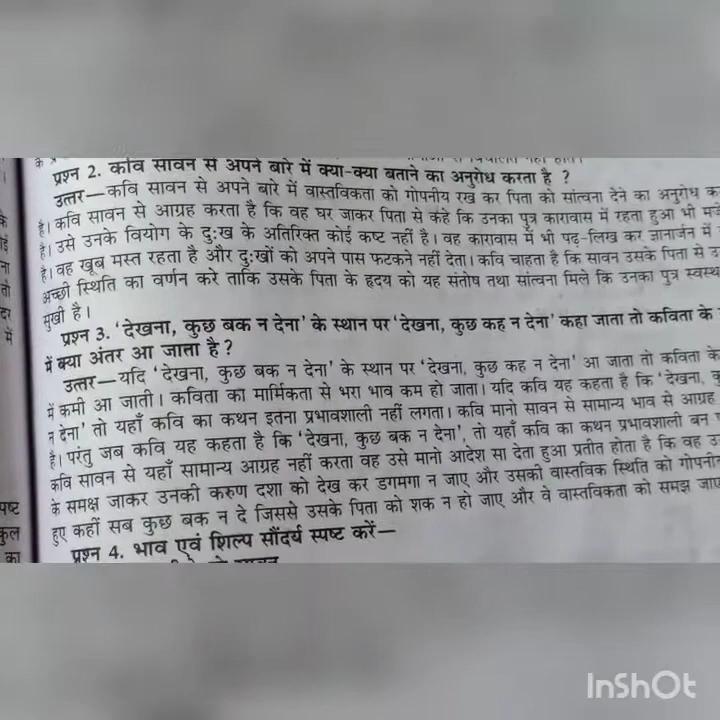 प्रश्न 2. कवि सावन से अपने बारे में क्या-क्या बताने का अनुरोध करता है ?
उत्तर—कवि सावन से अपने बारे में वास्तविकता को गोपनीय रख कर पिता को सांत्वना देने का अनुरोध क
है। कवि सावन से आग्रह करता है कि वह घर जाकर पिता से कहे कि उनका पुत्र कारावास में रहता हुआ भी
है। उसे उनके वियोग के दुःख के अतिरिक्त कोई कष्ट नहीं है। वह कारावास में भी पढ़-लिख कर ज्ञानार्जन में
है। वह खूब मस्त रहता है और दुःखों को अपने पास फटकने नहीं देता। कवि चाहता है कि सावन उसके पिता से उ
अच्छी स्थिति का वर्णन करे ताकि उसके पिता के हृदय को यह संतोष तथा सांत्वना मिले कि उनका पुत्र स्वस्थ
सुखी है।
प्रश्न 3. 'देखना, कुछ बक न देना' के स्थान पर 'देखना, कुछ कह न देना' कहा जाता तो कविता के
में क्या अंतर आ जाता है ?
उत्तर—यदि 'देखना, कुछ बक न देना' के स्थान पर 'देखना, कुछ कह न देना' आ जाता तो कविता के
में कमी आ जाती। कविता का मार्मिकता से भरा भाव कम हो जाता। यदि कवि यह कहता है कि 'देखना, कु
न देना' तो यहाँ कवि का कथन इतना प्रभावशाली नहीं लगता। कवि मानो सावन से सामान्य भाव से आग्रह
है। परंतु जब कवि यह कहता है कि 'देखना, कुछ बक न देना', तो यहाँ कवि का कथन प्रभावशाली बन
कवि सावन से यहाँ सामान्य आग्रह नहीं करता वह उसे मानो आदेश सा देता हुआ प्रतीत होता है कि वह उ
के समक्ष जाकर उनकी करुण दशा को देख कर डगमगा न जाए और उसकी वास्तविक स्थिति को गोपनी
हुए कहीं सब कुछ बक न दे जिससे उसके पिता को शक न हो जाए और वे वास्तविकता को समझ जाए
प्रश्न 4. भाव एवं शिल्प सौंदर्य स्पष्ट करें—
InShOt